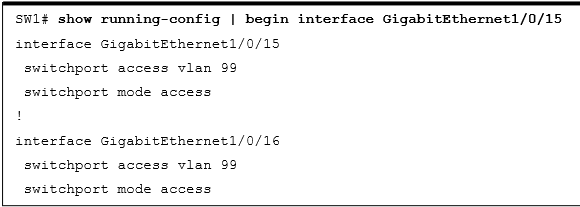 SW1# show running-config | begin interface GigabitEthernet1/0/15
interface GigabitEthernet1/0/15
 switchport access vlan 99
 switchport mode access
!
interface GigabitEthernet1/0/16
 switchport access vlan 99
 switchport mode access